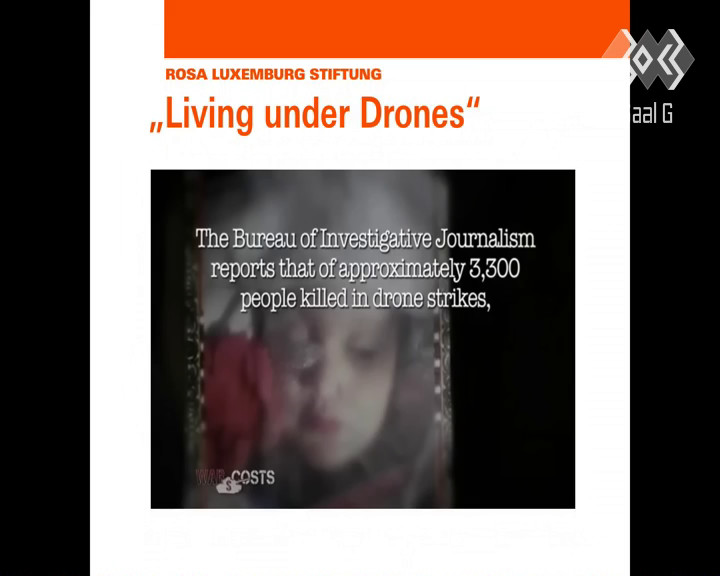 ROSA LUXEMBURG STIFTUNG
„Living under Drones“
aal G
The Bureau of Investigative Journalism
reports that of approximately 3,300
people killed in drone strikes,
WAR COSTS
$